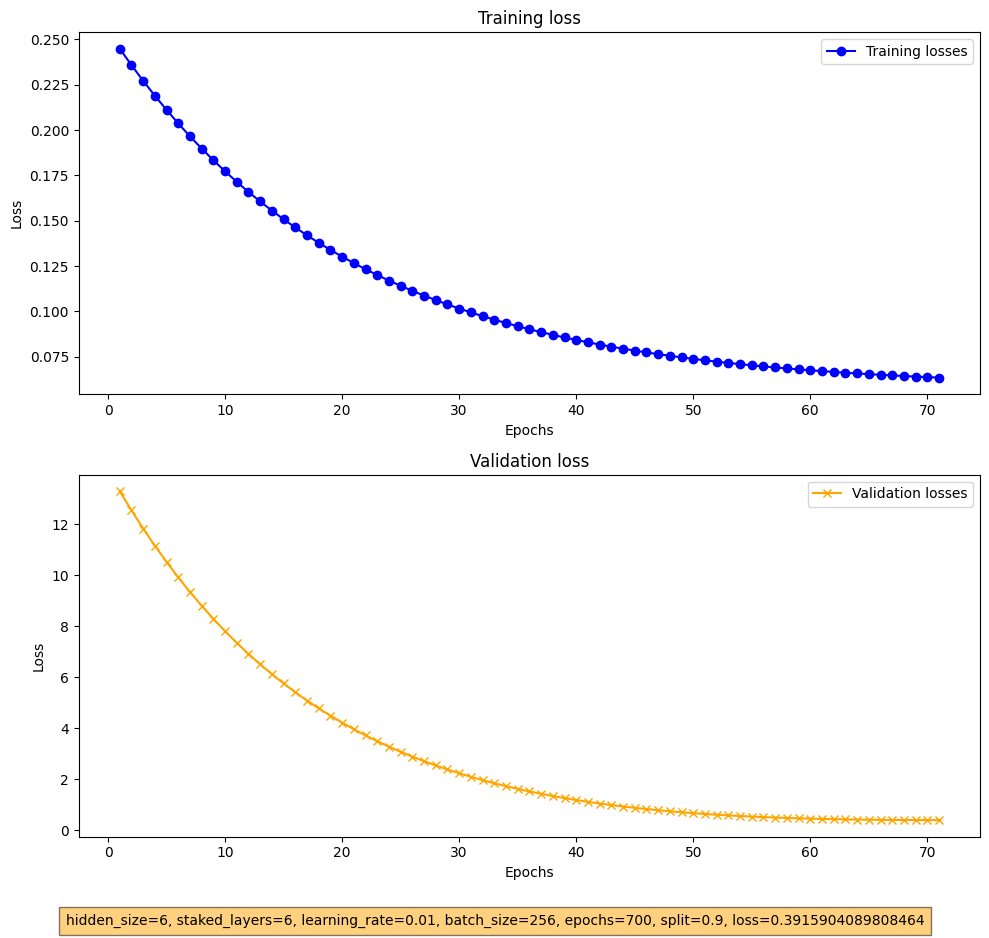 Training loss
Training losses
0.250
0.225
0.200
0.175
0.150
0.125
0.100
0.075
Loss
0 10 20 30 40 50 60 70
Epochs
Validation loss
Validation losses
12
10
8
6
4
2
0
Loss
0 10 20 30 40 50 60 70
Epochs
hidden_size=6, staked_layers=6, learning_rate=0.01, batch_size=256, epochs=700, split=0.9, loss=0.3915904089808464